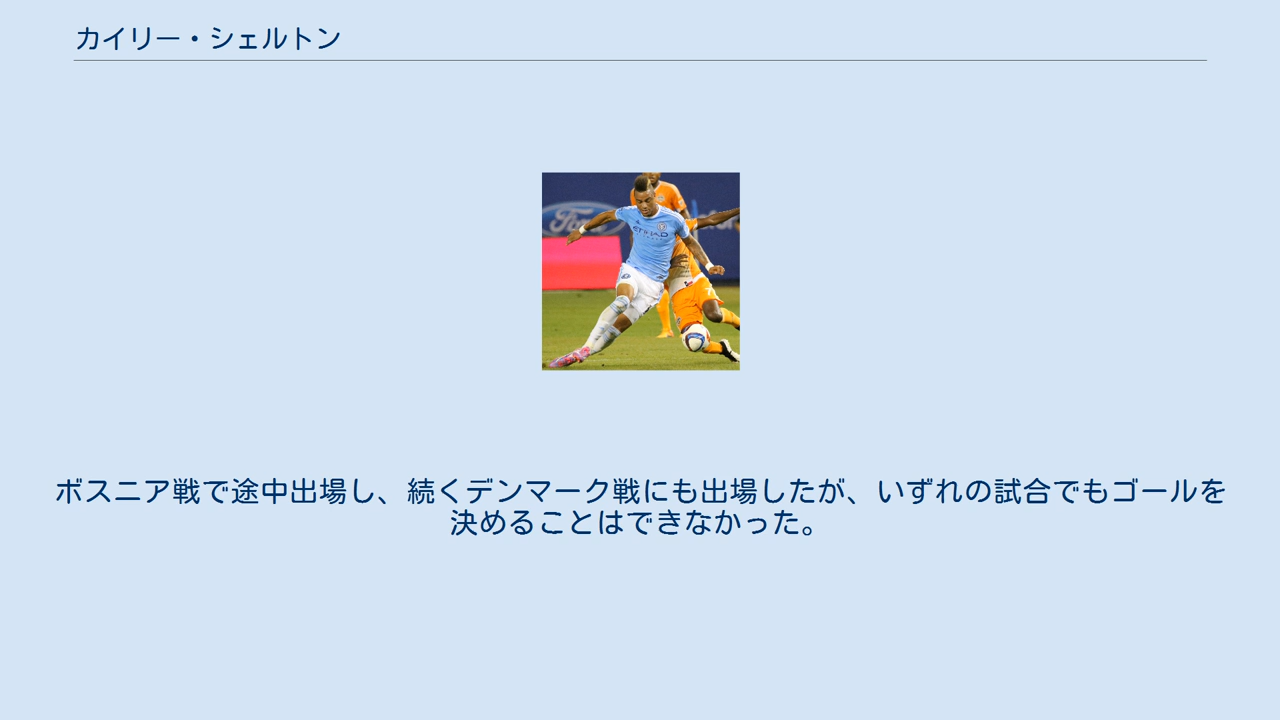 カイリー・シェルトン
Ford
ETIHAD
ボスニア戦で途中出場し、続くデンマーク戦にも出場したが、いずれの試合でもゴールを
決めることはできなかった。